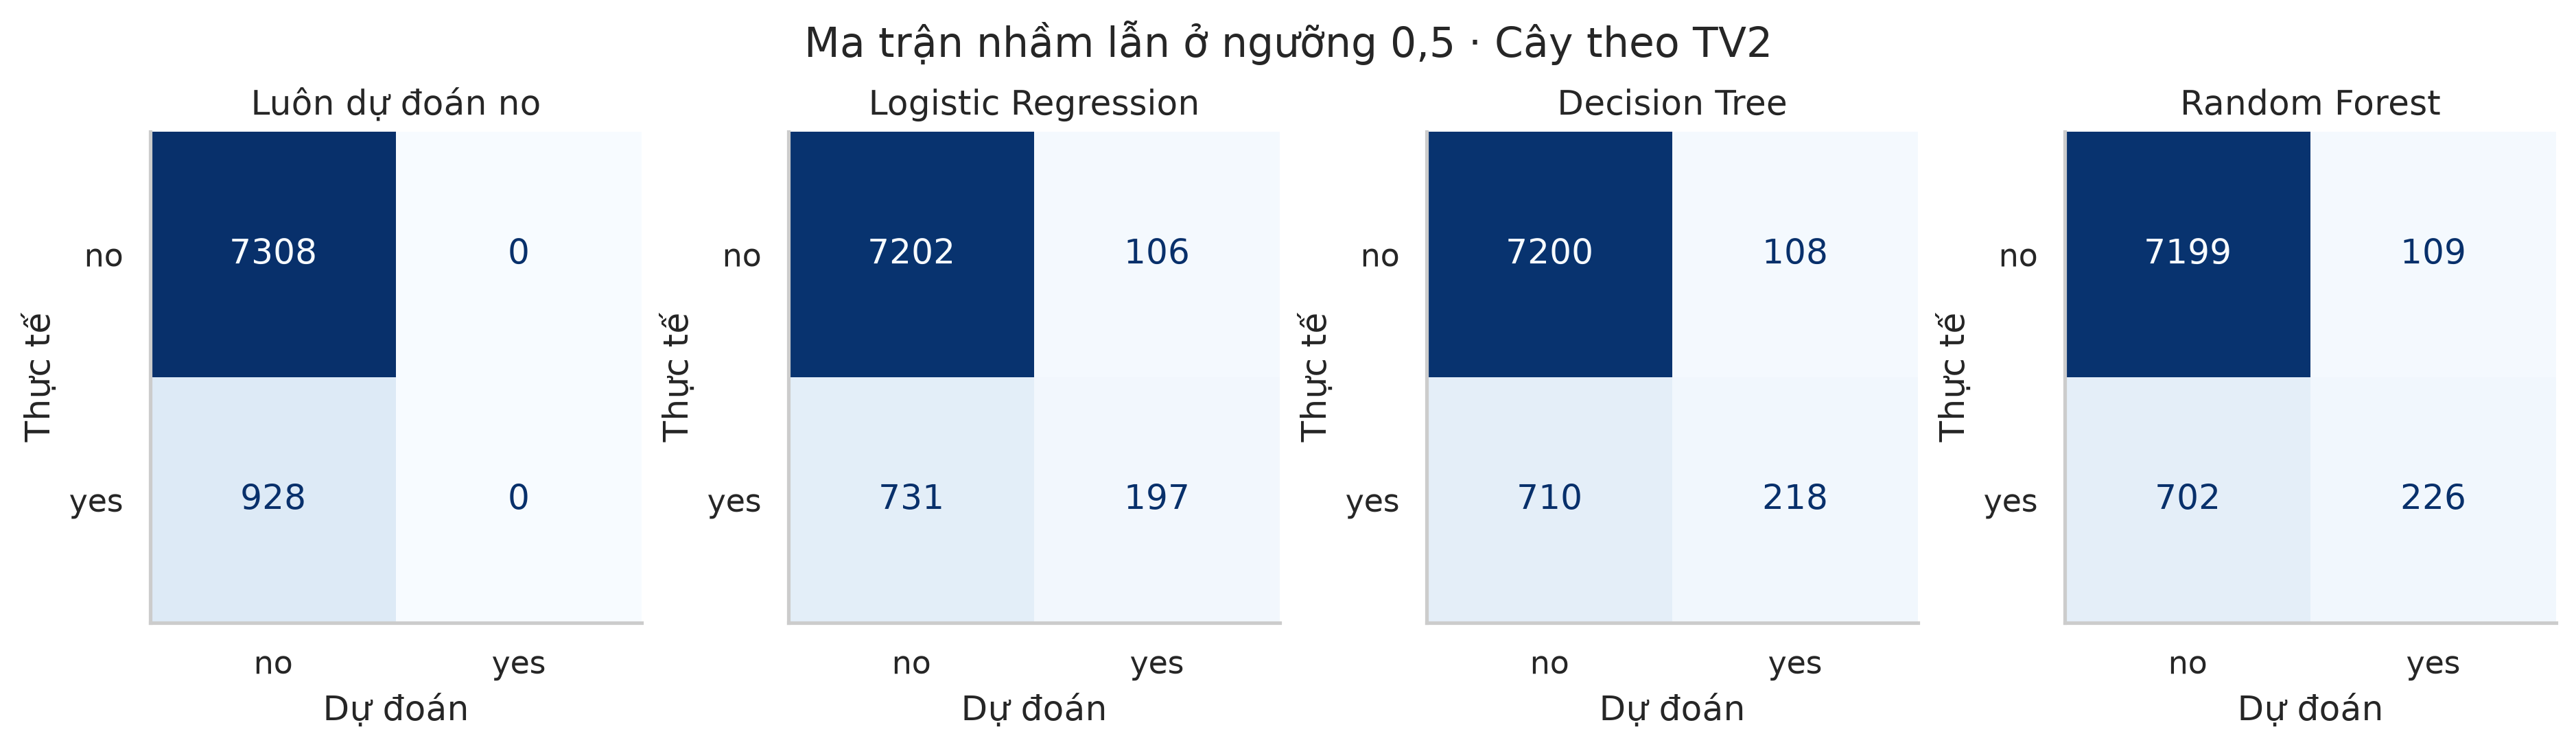 Ma trận nhầm lẫn ở ngưỡng 0,5 · Cây theo TV2
Luôn dự đoán no
Thực tế
no
7308
0
yes
928
0
no
yes
Dự đoán
Logistic Regression
Thực tế
no
7202
106
yes
731
197
no
yes
Dự đoán
Decision Tree
Thực tế
no
7200
108
yes
710
218
no
yes
Dự đoán
Random Forest
Thực tế
no
7199
109
yes
702
226
no
yes
Dự đoán